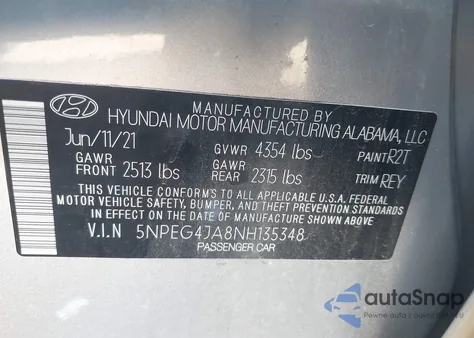 MANUFACTURED BY
HYUNDAI MOTOR MANUFACTURING ALABAMA, LLC
Jun/11/21 GVWR 4354 lbs PAINT R2T
GAWR FRONT 2513 lbs GAWR REAR 2315 lbs TRIM REY
THIS VEHICLE CONFORMS TO ALL APPLICABLE U.S.A. FEDERAL
MOTOR VEHICLE SAFETY, BUMPER, AND THEFT PREVENTION
STANDARDS IN EFFECT ON THE DATE OF MANUFACTURE SHOWN ABOVE
V.I.N 5NPEG4JA8NH135348
PASSENGER CAR
autoSnap